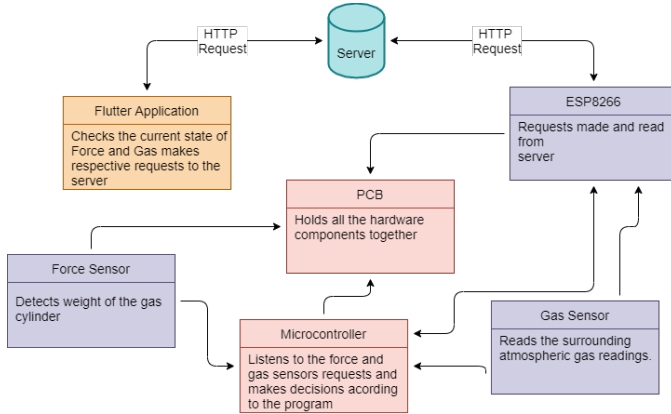 HTTP
Request
Server
HTTP
Request
Flutter Application
Checks the current state of
Force and Gas makes
respective requests to the
server
ESP8266
Requests made and read
from
server
PCB
Holds all the hardware
components together
Force Sensor
Detects weight of the gas
cylinder
Microcontroller
Listens to the force and
gas sensors requests and
makes decisions acording
to the program
Gas Sensor
Reads the surrounding
atmospheric gas readings.